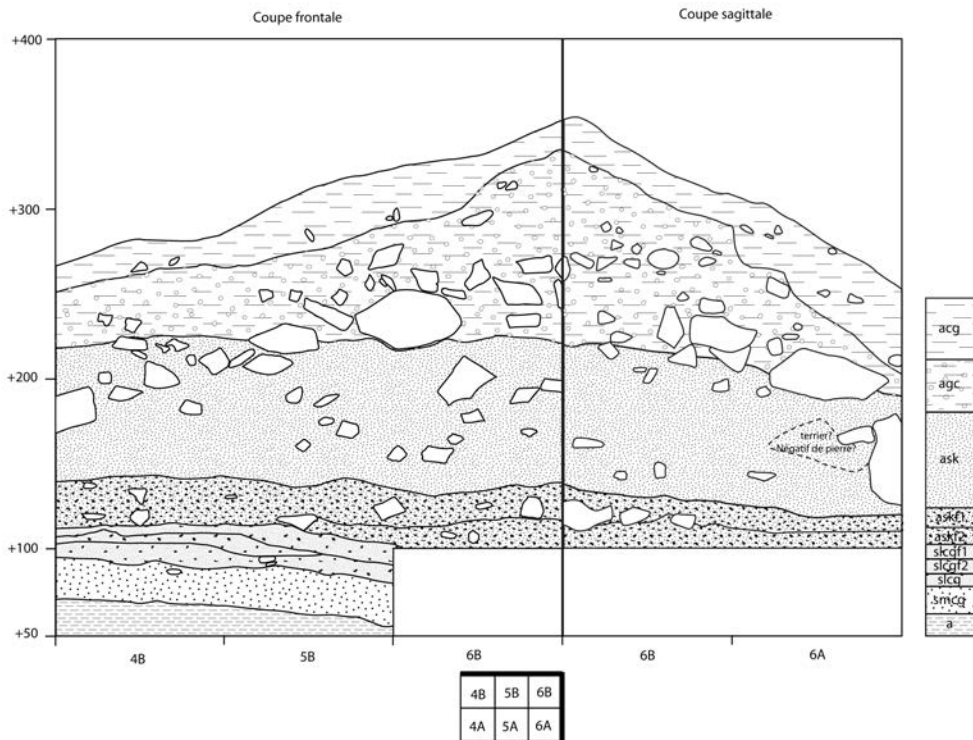 Coupe frontale
Coupe sagittale
+400
+300
+200
+100
+50
terrier?
Négatif de pierre?
acg
agc
ask
askf1
askf2
slcgf1
slcgf2
slcg
smcg
a
4B
5B
6B
6B
6A
4B 5B 6B
4A 5A 6A